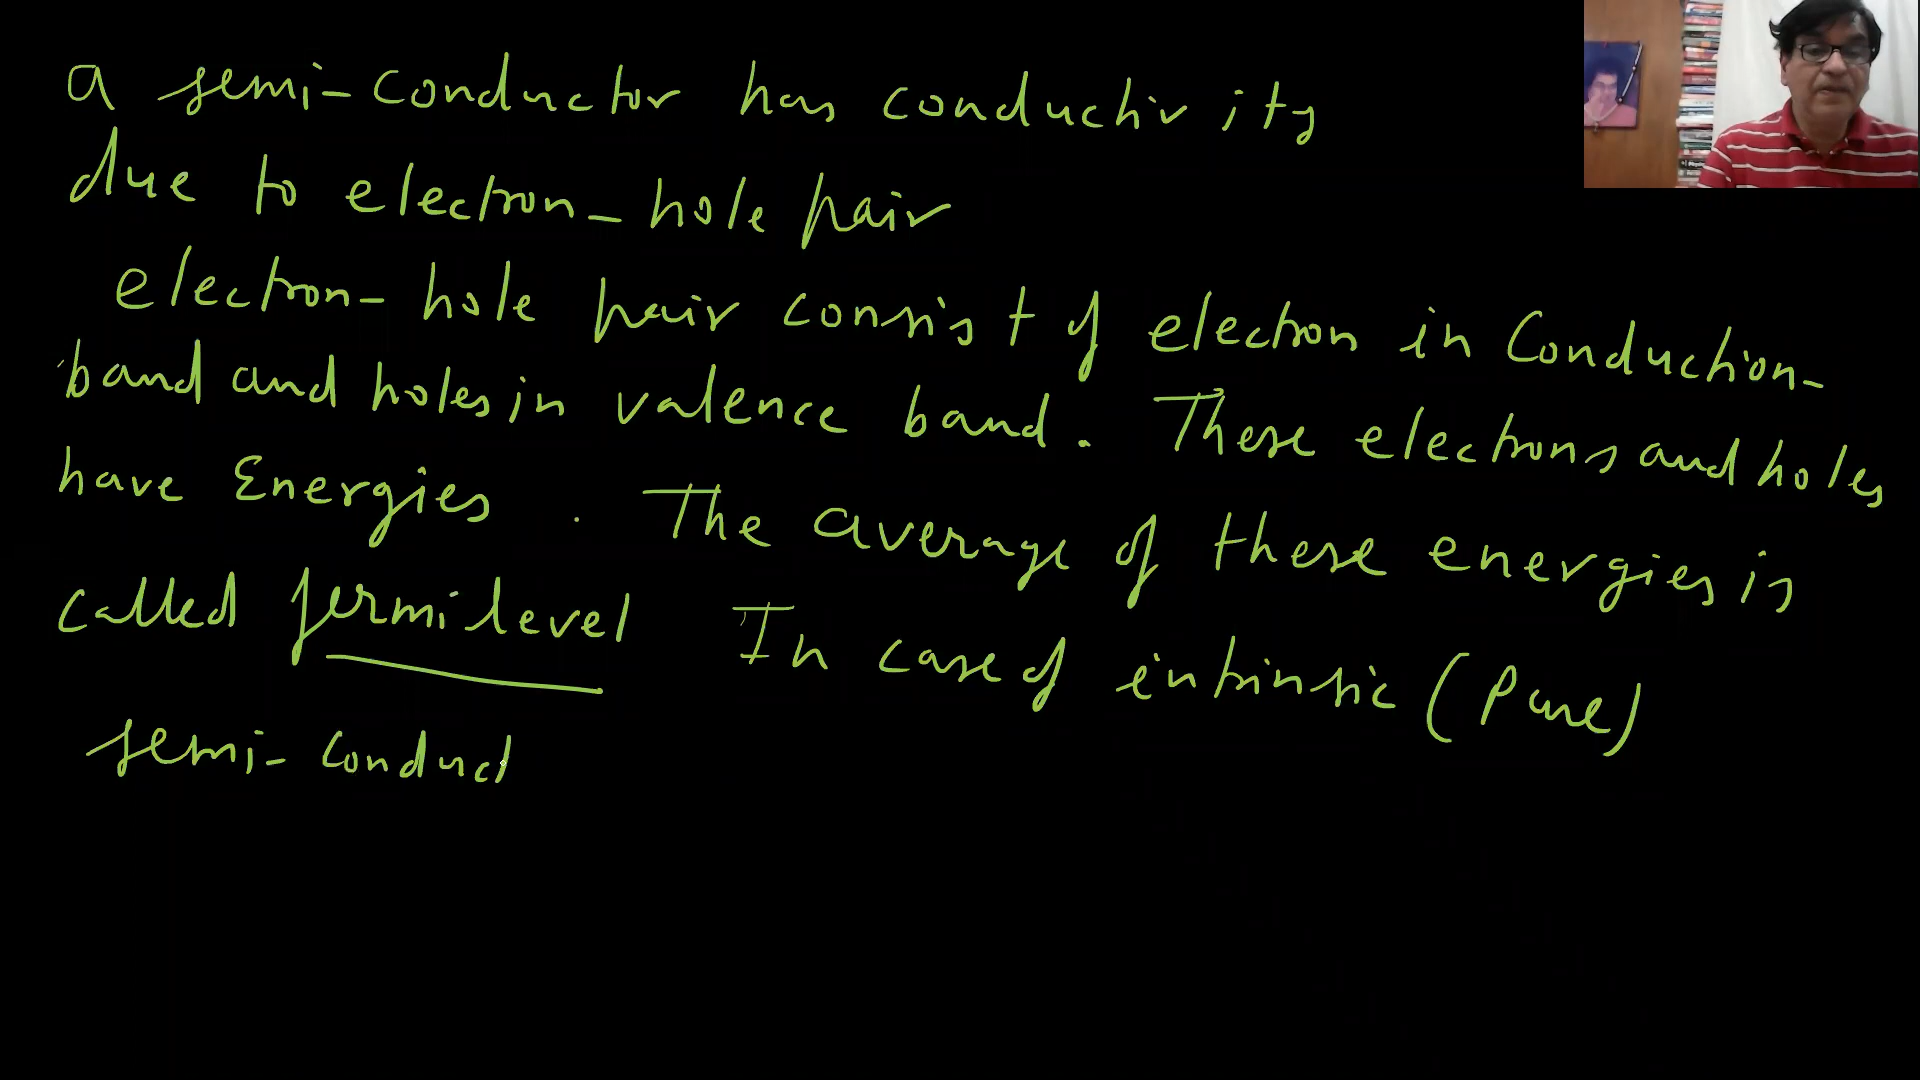 a semi-conductor has conductivity
due to electron-hole pair
electron-hole pair consist of electron in Conduction-
band and holes in valence band. These electrons and holes
have Energies. The average of these energies is
called fermi level In case of intrinsic (Pure)
semi-conduct